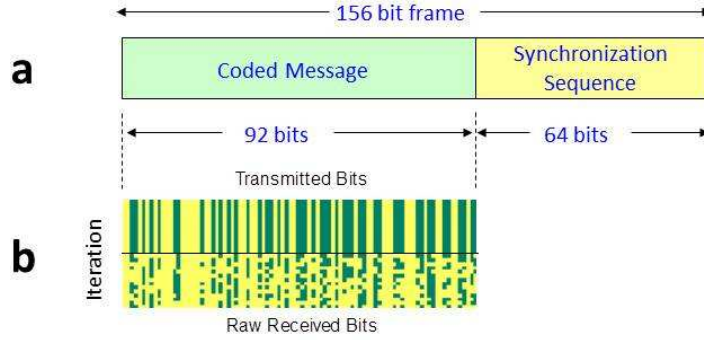 156 bit frame
a
Coded Message
Synchronization
Sequence
92 bits
64 bits
Transmitted Bits
b
Iteration
Raw Received Bits